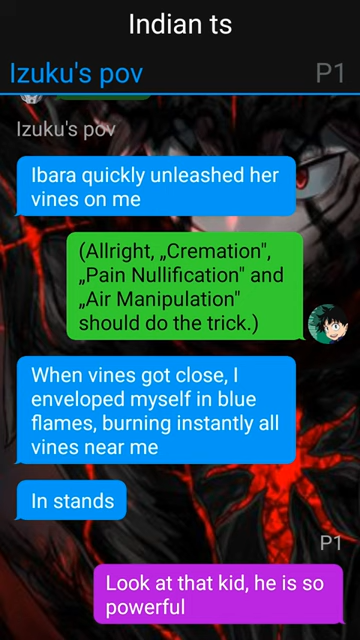 Indian ts
Izuku's pov
P1
Izuku's pov
Ibara quickly unleashed her
vines on me
(Allright, „Cremation",
„Pain Nullification" and
„Air Manipulation"
should do the trick.)
When vines got close, I
enveloped myself in blue
flames, burning instantly all
vines near me
In stands
P1
Look at that kid, he is so
powerful